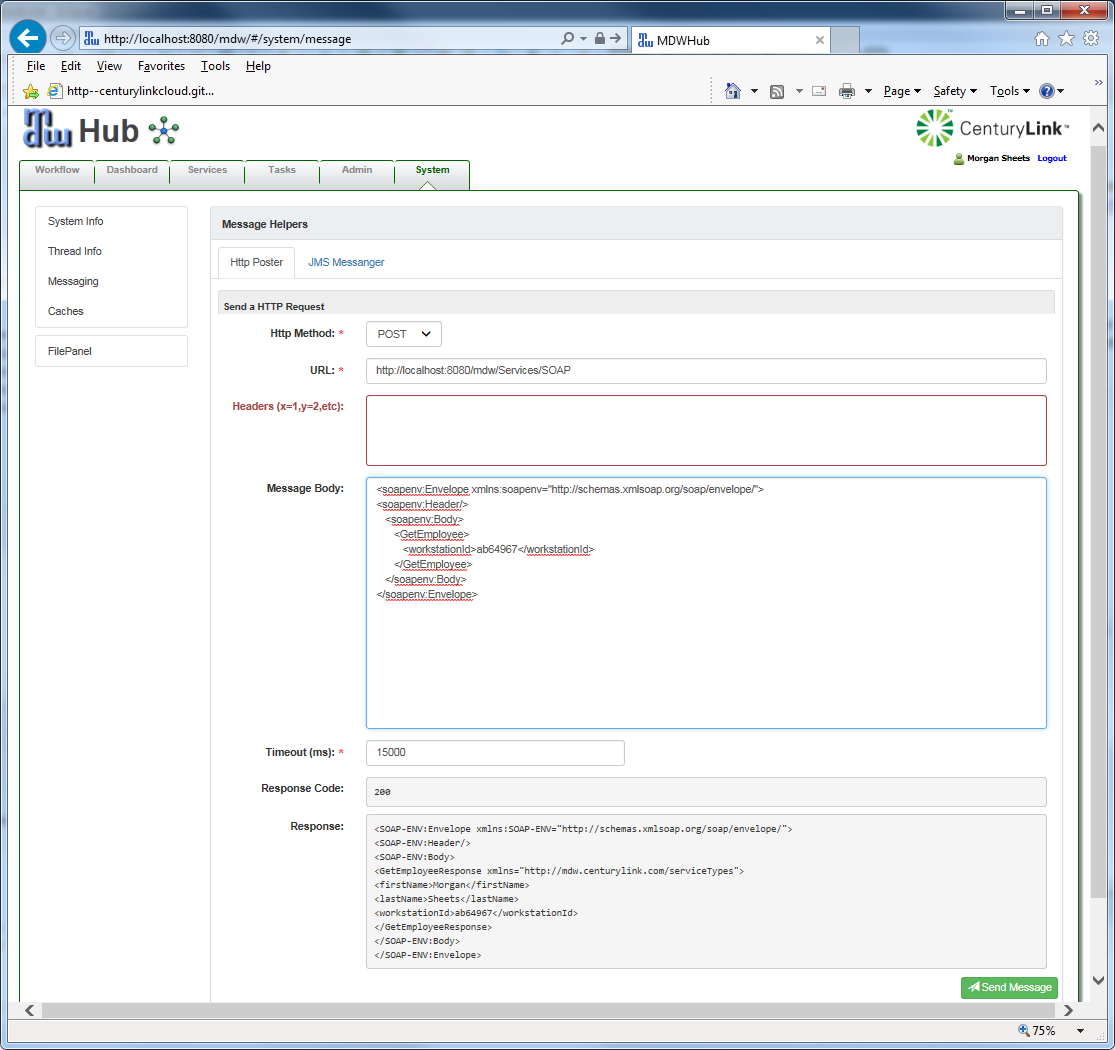 http://localhost:8080/mdw/#/system/message
MDWHub
File Edit View Favorites Tools Help
http--centurylinkcloud.git...
Page Safety Tools
mdw Hub
CenturyLink™
Morgan Sheets Logout
Workflow Dashboard Services Tasks Admin System
System Info
Thread Info
Messaging
Caches
FilePanel
Message Helpers
Http Poster JMS Messanger
Send a HTTP Request
Http Method: * POST
URL: * http://localhost:8080/mdw/Services/SOAP
Headers (x=1,y=2,etc):
Message Body:
<soapenv:Envelope xmlns:soapenv="http://schemas.xmlsoap.org/soap/envelope/">
<soapenv:Header/>
<soapenv:Body>
<GetEmployee>
<workstationId>ab64967</workstationId>
</GetEmployee>
</soapenv:Body>
</soapenv:Envelope>
Timeout (ms): * 15000
Response Code: 200
Response:
<SOAP-ENV:Envelope xmlns:SOAP-ENV="http://schemas.xmlsoap.org/soap/envelope/">
<SOAP-ENV:Header/>
<SOAP-ENV:Body>
<GetEmployeeResponse xmlns="http://mdw.centurylink.com/serviceTypes">
<firstName>Morgan</firstName>
<lastName>Sheets</lastName>
<workstationId>ab64967</workstationId>
</GetEmployeeResponse>
</SOAP-ENV:Body>
</SOAP-ENV:Envelope>
Send Message
75%